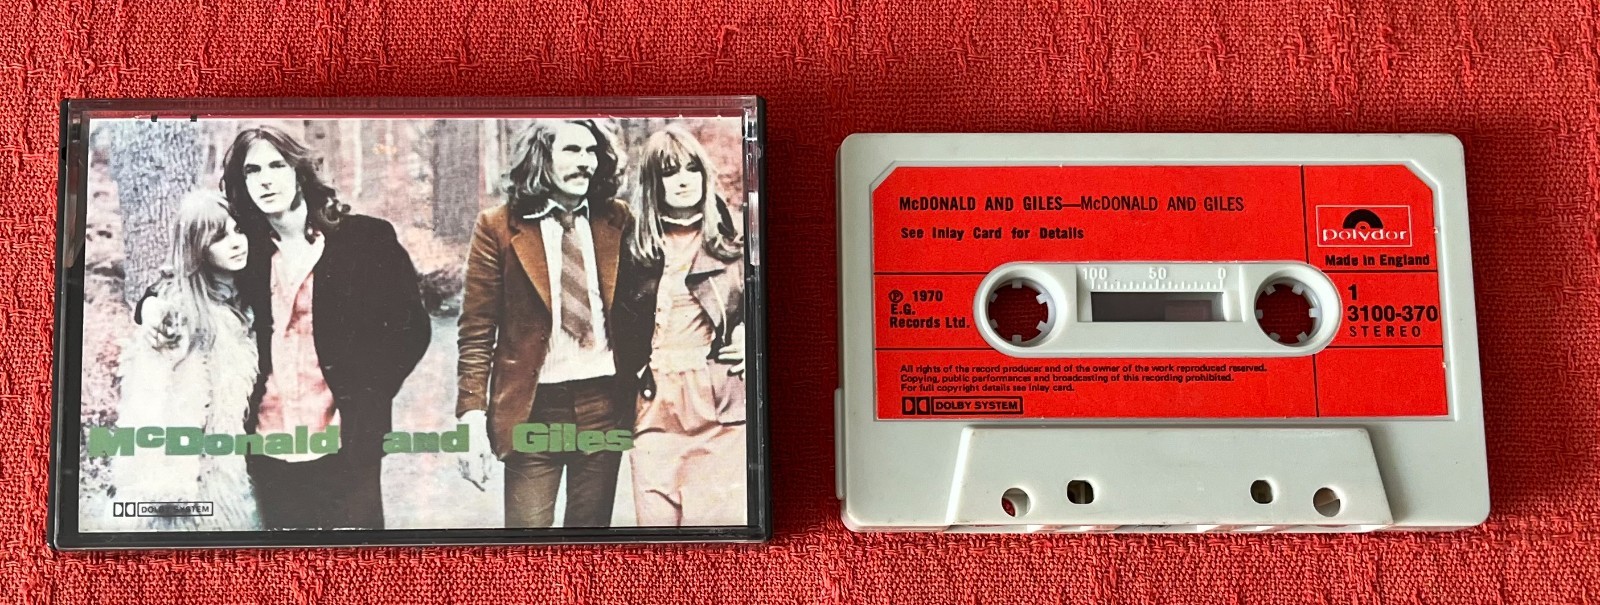 McDonald and Giles
DOLBY SYSTEM
McDONALD AND GILES—McDONALD AND GILES
See Inlay Card for Details
polydor
Made in England
100 50 0
℗ 1970
E.G.
Records Ltd.
1
3100-370
STEREO
All rights of the record producer and of the owner of the work reproduced reserved.
Copying, public performances and broadcasting of this recording prohibited.
For full copyright details see inlay card.
DOLBY SYSTEM